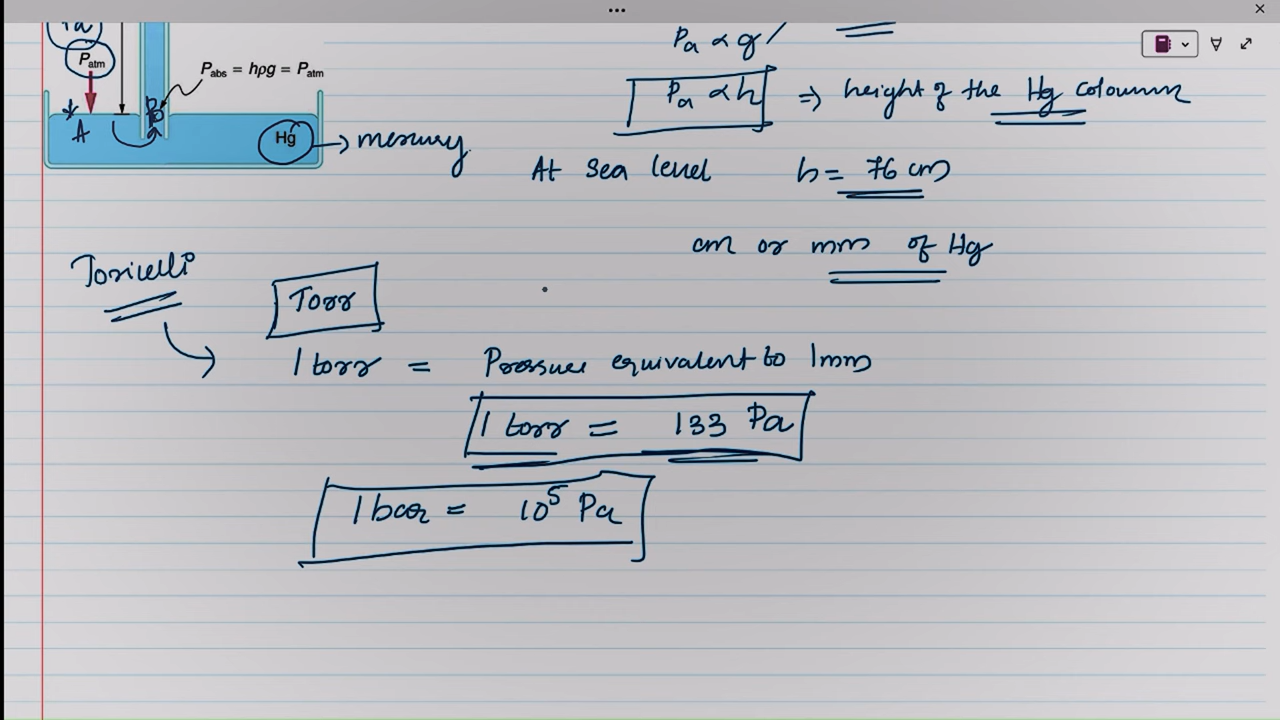 Pa ∝ g
Pa
Patm
Pabs = hρg = Patm
Pa ∝ h ⇒ height of the Hg coloumn
A
B
Hg → mercury
At sea level h = 76 cm
cm or mm of Hg
Toricelli
Torr
1 torr = Pressure equivalent to 1mm
1 torr = 133 Pa
1 bar = 10⁵ Pa